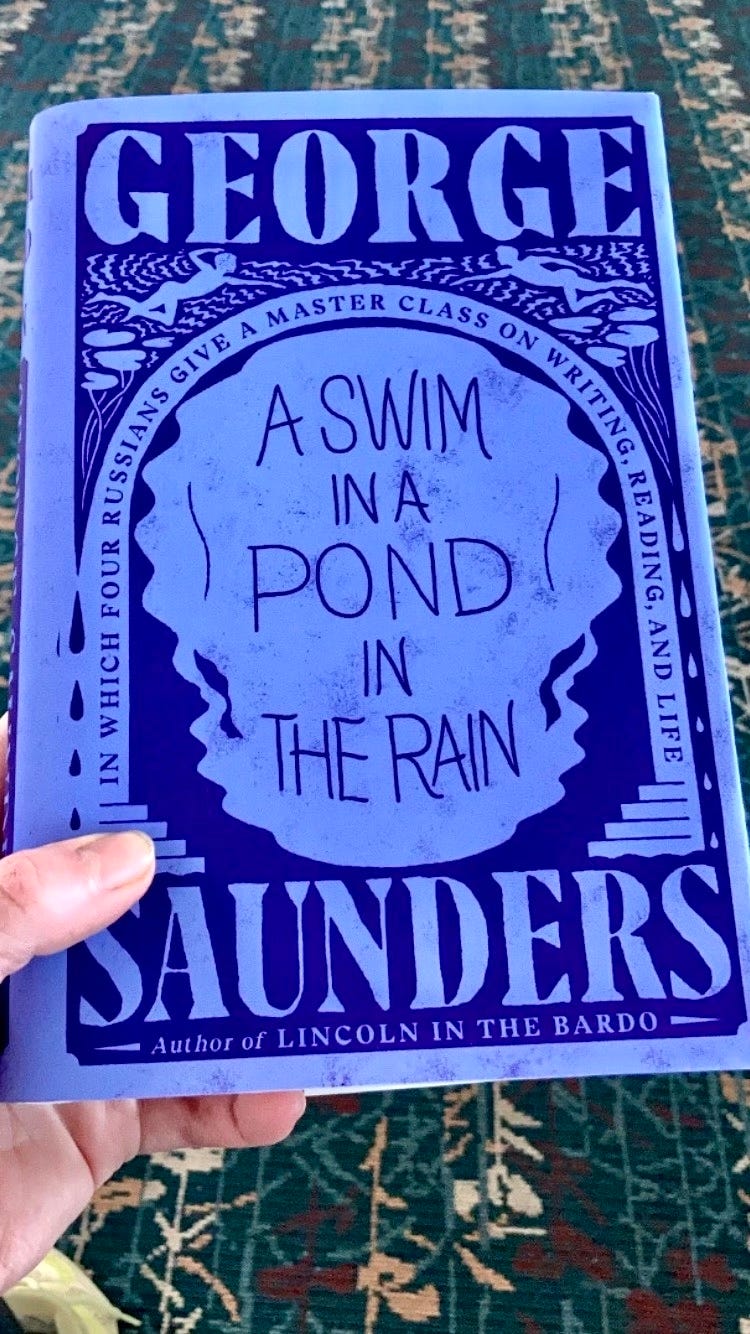 GEORGE
IN WHICH FOUR RUSSIANS GIVE A MASTER CLASS ON WRITING, READING, AND LIFE
A SWIM
IN A
POND
IN
THE RAIN
SAUNDERS
Author of LINCOLN IN THE BARDO